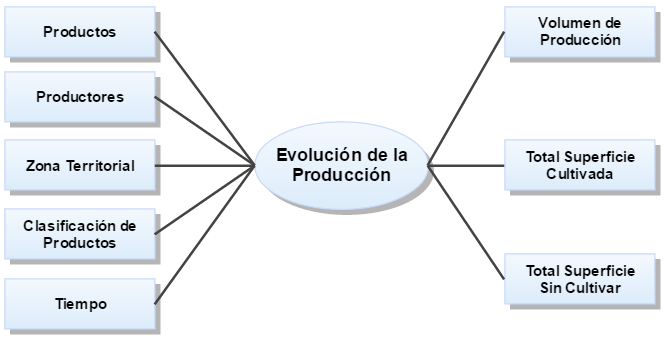 Productos
Productores
Zona Territorial
Clasificación de
Productos
Tiempo
Evolución de la
Producción
Volumen de
Producción
Total Superficie
Cultivada
Total Superficie
Sin Cultivar